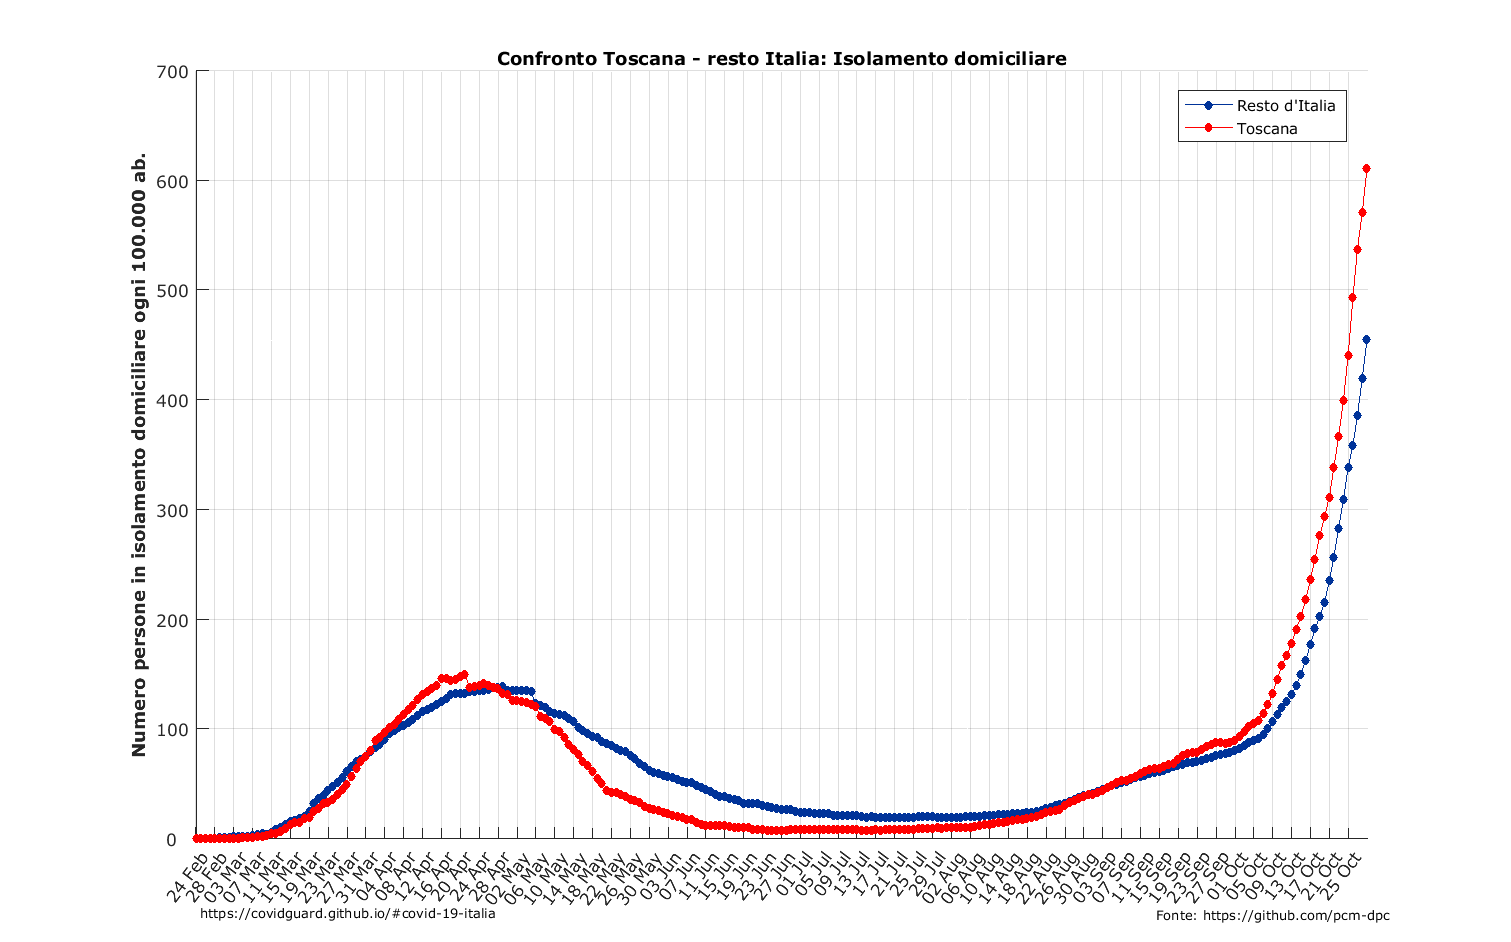 Confronto Toscana - resto Italia: Isolamento domiciliare
Resto d'Italia
Toscana
Numero persone in isolamento domiciliare ogni 100.000 ab.
700
600
500
400
300
200
100
0
24 Feb
28 Feb
03 Mar
07 Mar
11 Mar
15 Mar
19 Mar
23 Mar
27 Mar
31 Mar
04 Apr
08 Apr
12 Apr
16 Apr
20 Apr
24 Apr
28 Apr
02 May
06 May
10 May
14 May
18 May
22 May
26 May
30 May
03 Jun
07 Jun
11 Jun
15 Jun
19 Jun
23 Jun
27 Jun
01 Jul
05 Jul
09 Jul
13 Jul
17 Jul
21 Jul
25 Jul
29 Jul
02 Aug
06 Aug
10 Aug
14 Aug
18 Aug
22 Aug
26 Aug
30 Aug
03 Sep
07 Sep
11 Sep
15 Sep
19 Sep
23 Sep
27 Sep
01 Oct
05 Oct
09 Oct
13 Oct
17 Oct
21 Oct
25 Oct
https://covidguard.github.io/#covid-19-italia
Fonte: https://github.com/pcm-dpc